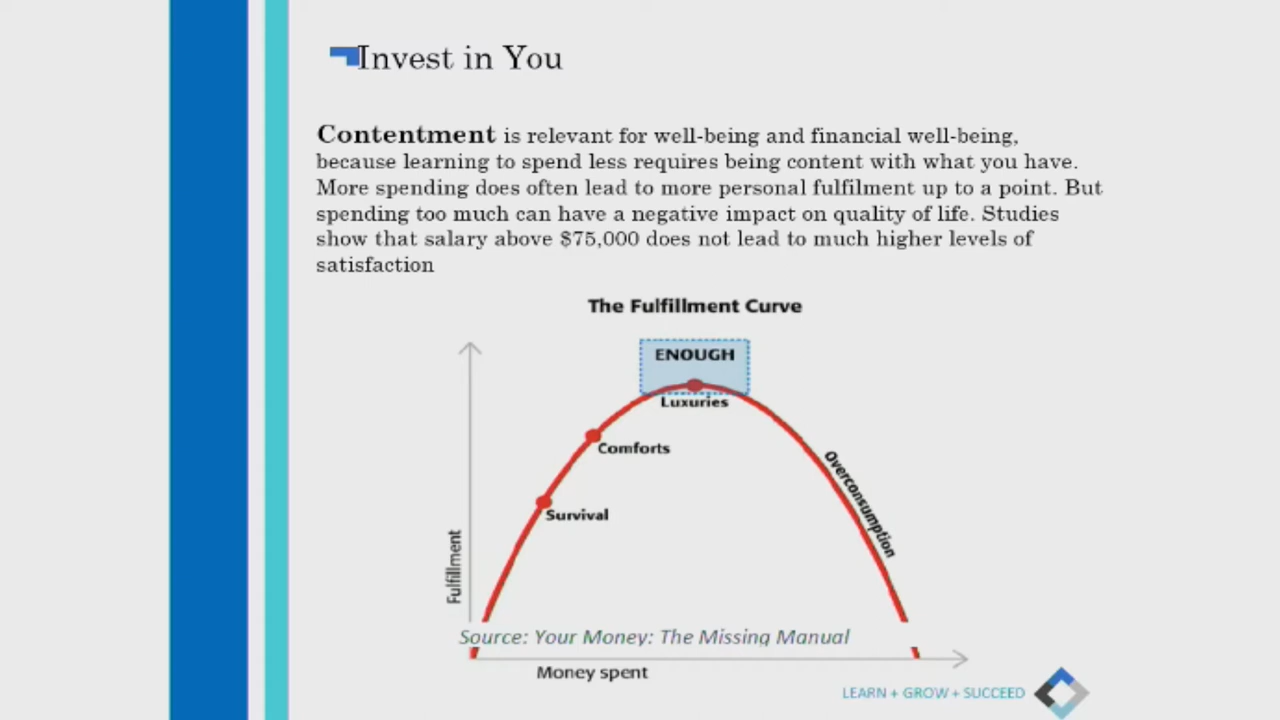 Invest in You
Contentment is relevant for well-being and financial well-being,
because learning to spend less requires being content with what you have.
More spending does often lead to more personal fulfilment up to a point. But
spending too much can have a negative impact on quality of life. Studies
show that salary above $75,000 does not lead to much higher levels of
satisfaction
The Fulfillment Curve
ENOUGH
Luxuries
Comforts
Survival
Overconsumption
Fulfillment
Source: Your Money: The Missing Manual
Money spent
LEARN + GROW + SUCCEED